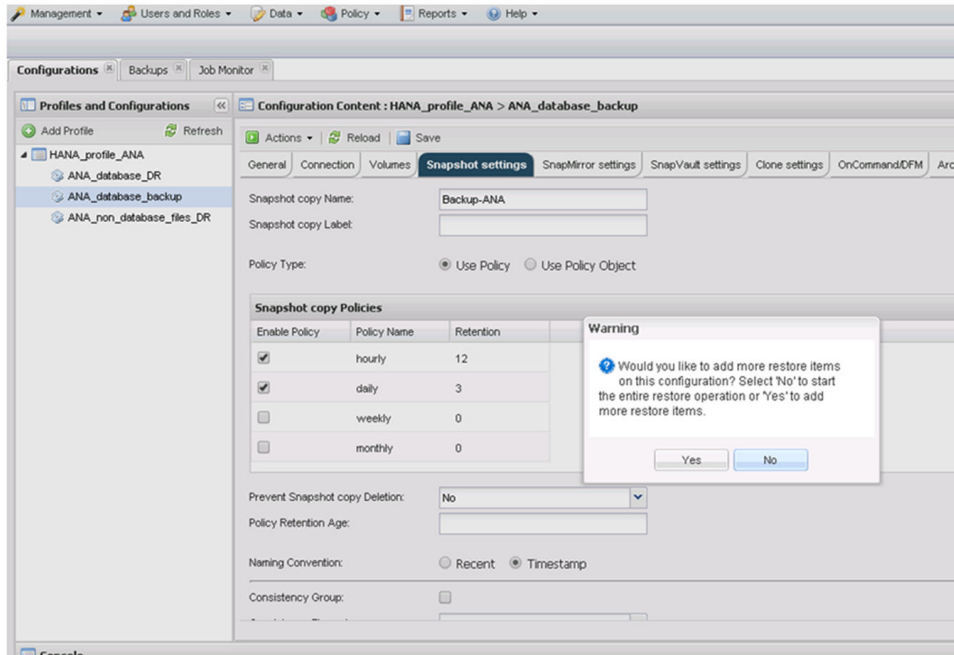 Management Users and Roles Data Policy Reports Help
Configurations Backups Job Monitor
Profiles and Configurations
Configuration Content : HANA_profile_ANA > ANA_database_backup
Add Profile Refresh
Actions Reload Save
HANA_profile_ANA
ANA_database_DR
ANA_database_backup
ANA_non_database_files_DR
General Connection Volumes Snapshot settings SnapMirror settings SnapVault settings Clone settings OnCommand/DFM Arc
Snapshot copy Name: Backup-ANA
Snapshot copy Label:
Policy Type: Use Policy Use Policy Object
Snapshot copy Policies
Enable Policy Policy Name Retention
hourly 12
daily 3
weekly 0
monthly 0
Warning
Would you like to add more restore items
on this configuration? Select 'No' to start
the entire restore operation or 'Yes' to add
more restore items.
Yes No
Prevent Snapshot copy Deletion: No
Policy Retention Age:
Naming Convention: Recent Timestamp
Consistency Group:
Console